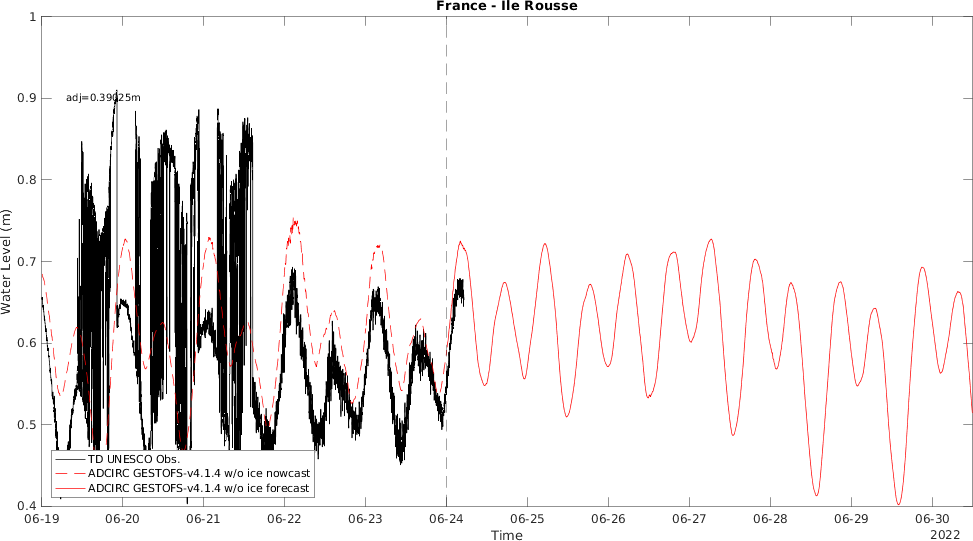 France - Ile Rousse
1
0.9
0.8
0.7
0.6
0.5
0.4
Water Level (m)
adj=0.39025m
TD UNESCO Obs.
ADCIRC GESTOFS-v4.1.4 w/o ice nowcast
ADCIRC GESTOFS-v4.1.4 w/o ice forecast
06-19 06-20 06-21 06-22 06-23 06-24 06-25 06-26 06-27 06-28 06-29 06-30
Time
2022